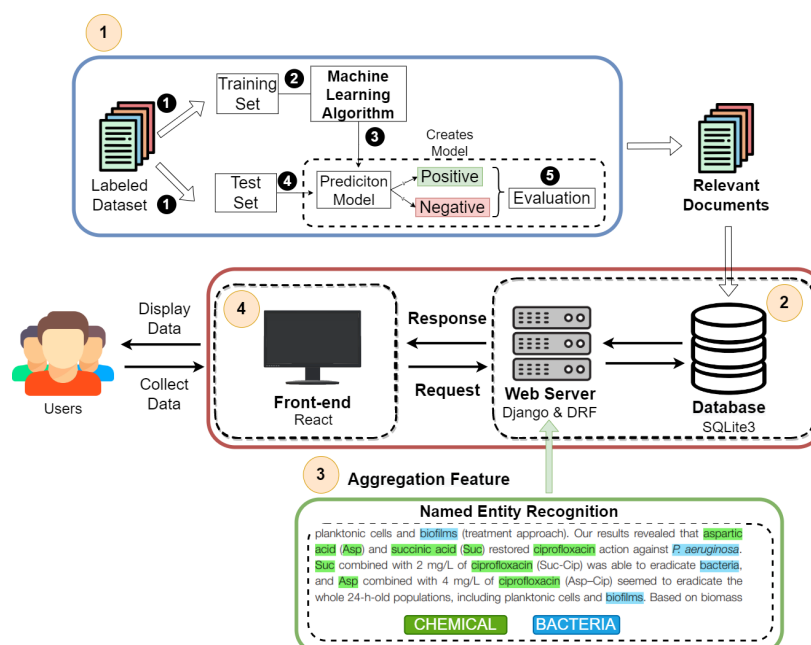 1
Training
Set
2
Machine
Learning
Algorithm
1
3
Creates
Model
Labeled
Dataset
1
Test
Set
4
Prediciton
Model
Positive
Negative
5
Evaluation
Relevant
Documents
Display
Data
Collect
Data
Users
4
Front-end
React
Response
Request
2
Web Server
Django & DRF
Database
SQLite3
3
Aggregation Feature
Named Entity Recognition
planktonic cells and biofilms (treatment approach). Our results revealed that aspartic
acid (Asp) and succinic acid (Suc) restored ciprofloxacin action against P. aeruginosa.
Suc combined with 2 mg/L of ciprofloxacin (Suc-Cip) was able to eradicate bacteria,
and Asp combined with 4 mg/L of ciprofloxacin (Asp–Cip) seemed to eradicate the
whole 24-h-old populations, including planktonic cells and biofilms. Based on biomass
CHEMICAL
BACTERIA